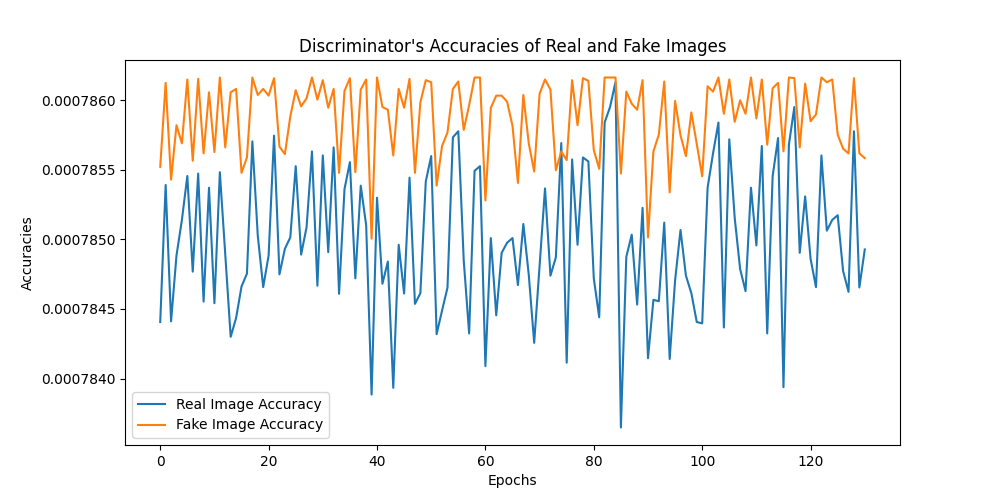 Discriminator's Accuracies of Real and Fake Images
Accuracies
0.0007860
0.0007855
0.0007850
0.0007845
0.0007840
Real Image Accuracy
Fake Image Accuracy
0 20 40 60 80 100 120
Epochs